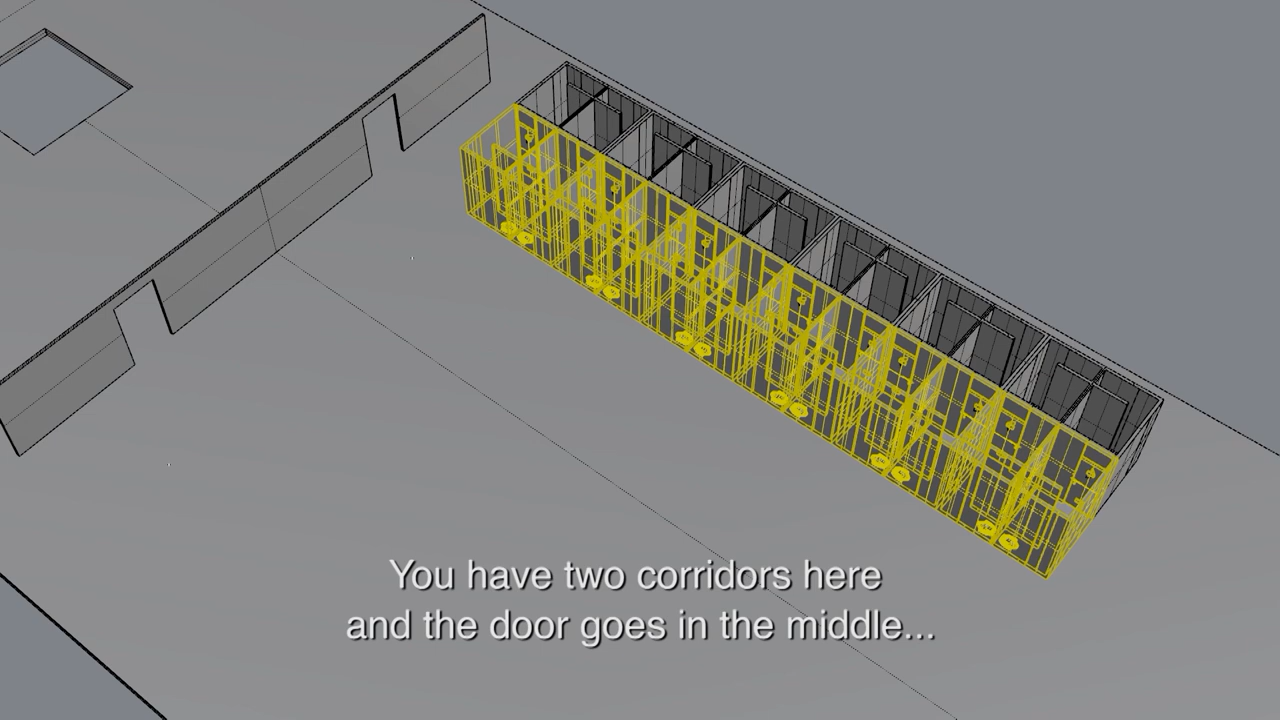 You have two corridors here
and the door goes in the middle...